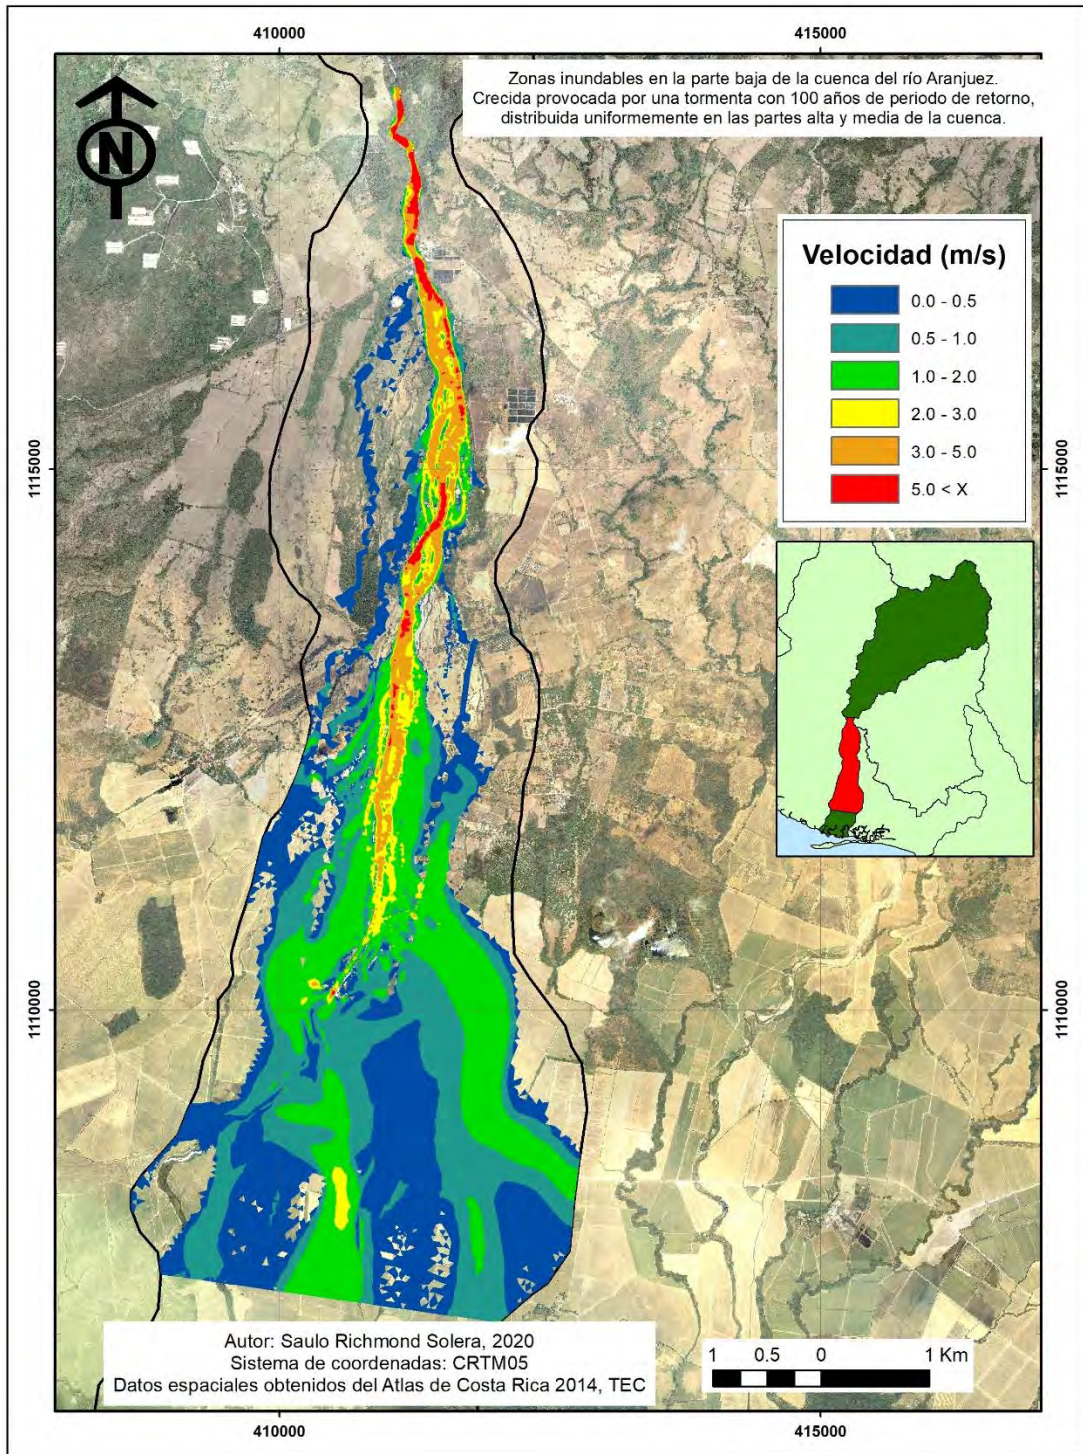 410000
415000
Zonas inundables en la parte baja de la cuenca del río Aranjuez.
Crecida provocada por una tormenta con 100 años de periodo de retorno,
distribuida uniformemente en las partes alta y media de la cuenca.
N
Velocidad (m/s)
0.0 - 0.5
0.5 - 1.0
1.0 - 2.0
2.0 - 3.0
3.0 - 5.0
5.0 < X
1115000
1115000
1110000
1110000
Autor: Saulo Richmond Solera, 2020
Sistema de coordenadas: CRTM05
Datos espaciales obtenidos del Atlas de Costa Rica 2014, TEC
1 0.5 0 1 Km
410000
415000